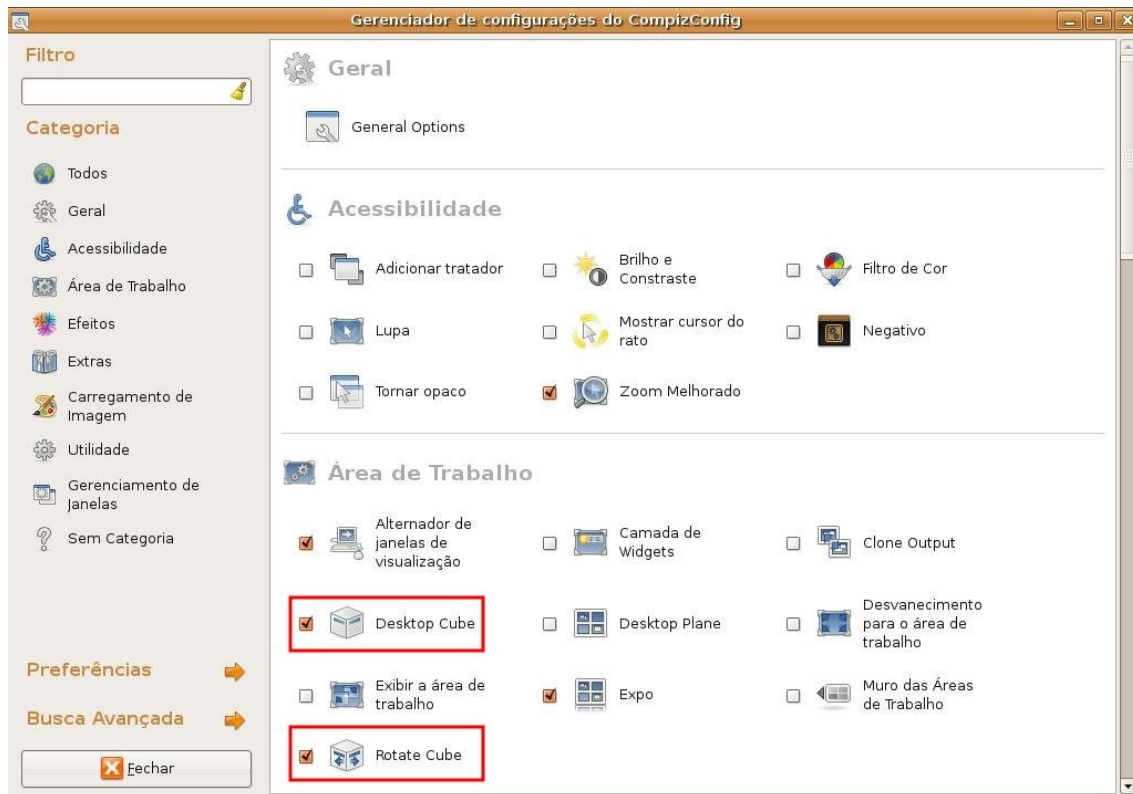 Gerenciador de configurações do CompizConfig
Filtro
Categoria
Todos
Geral
Acessibilidade
Área de Trabalho
Efeitos
Extras
Carregamento de
Imagem
Utilidade
Gerenciamento de
Janelas
Sem Categoria
Preferências
Busca Avançada
Fechar
Geral
General Options
Acessibilidade
Adicionar tratador
Brilho e
Constraste
Filtro de Cor
Lupa
Mostrar cursor do
rato
Negativo
Tornar opaco
Zoom Melhorado
Área de Trabalho
Alternador de
janelas de
visualização
Camada de
Widgets
Clone Output
Desktop Cube
Desktop Plane
Desvanecimento
para o área de
trabalho
Exibir a área de
trabalho
Expo
Muro das Áreas
de Trabalho
Rotate Cube